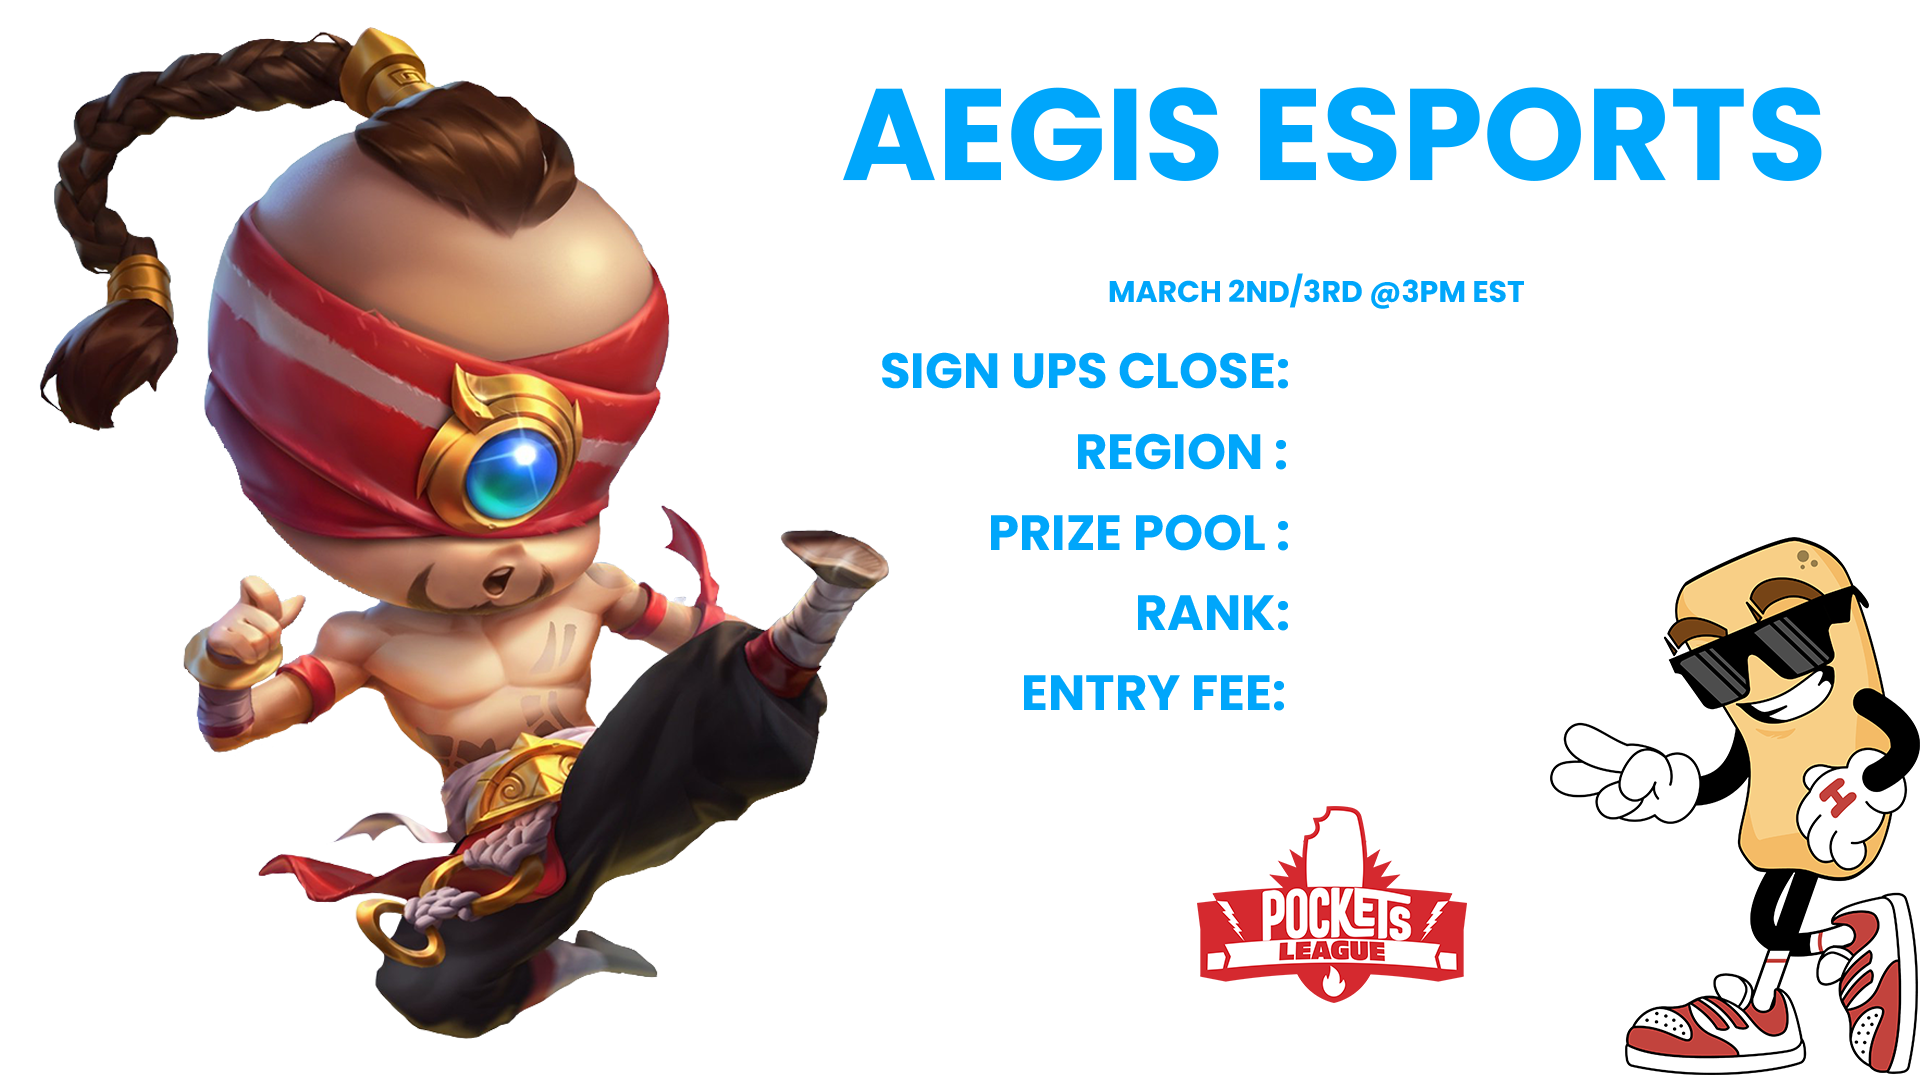 AEGIS ESPORTS
MARCH 2ND/3RD @3PM EST
SIGN UPS CLOSE:
REGION :
PRIZE POOL :
RANK:
ENTRY FEE:
POCKETS
LEAGUE
H